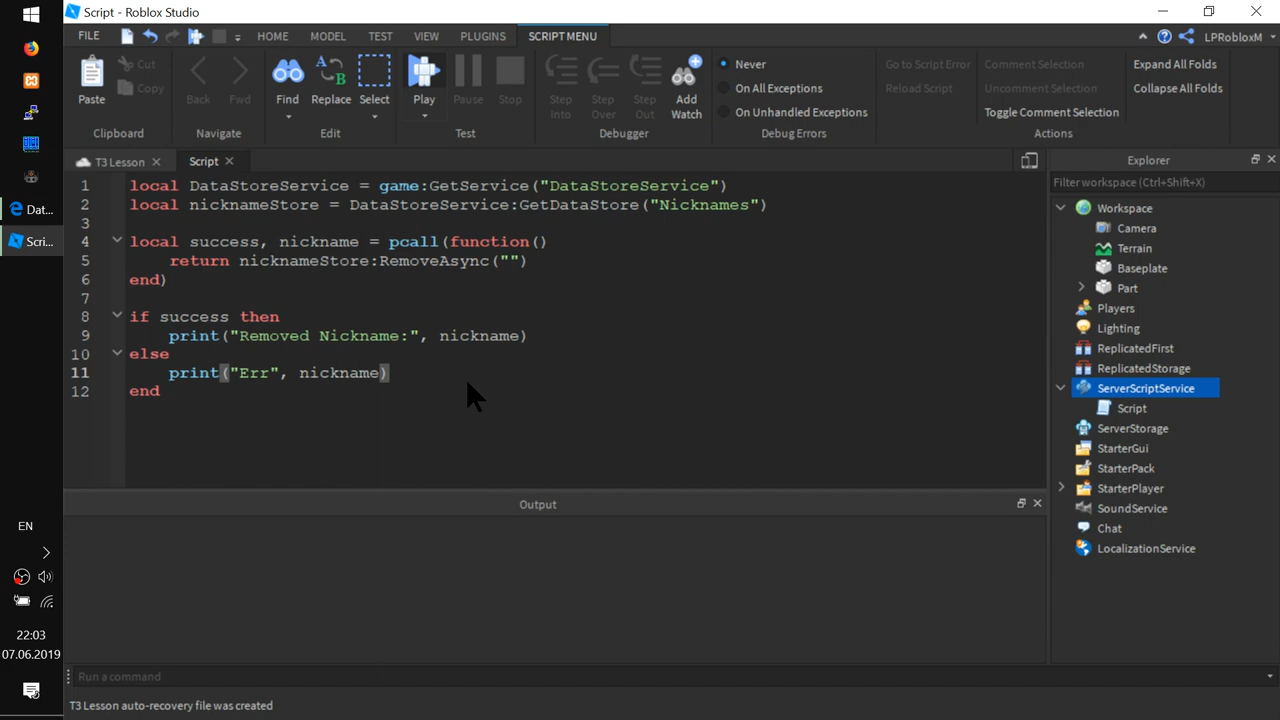 Script - Roblox Studio
FILE
HOME
MODEL
TEST
VIEW
PLUGINS
SCRIPT MENU
LPRobloxM
Paste
Cut
Copy
Clipboard
Back
Fwd
Navigate
Find
Replace
Select
Edit
Play
Pause
Stop
Test
Step Into
Step Over
Step Out
Add Watch
Debugger
Never
On All Exceptions
On Unhandled Exceptions
Debug Errors
Go to Script Error
Reload Script
Comment Selection
Uncomment Selection
Toggle Comment Selection
Expand All Folds
Collapse All Folds
Actions
T3 Lesson
Script
1 local DataStoreService = game:GetService("DataStoreService")
2 local nicknameStore = DataStoreService:GetDataStore("Nicknames")
3
4 local success, nickname = pcall(function()
5 return nicknameStore:RemoveAsync("")
6 end)
7
8 if success then
9 print("Removed Nickname:", nickname)
10 else
11 print("Err", nickname)
12 end
Output
Run a command
T3 Lesson auto-recovery file was created
Explorer
Filter workspace (Ctrl+Shift+X)
Workspace
Camera
Terrain
Baseplate
Part
Players
Lighting
ReplicatedFirst
ReplicatedStorage
ServerScriptService
Script
ServerStorage
StarterGui
StarterPack
StarterPlayer
SoundService
Chat
LocalizationService
Dat...
Scri...
EN
22:03
07.06.2019